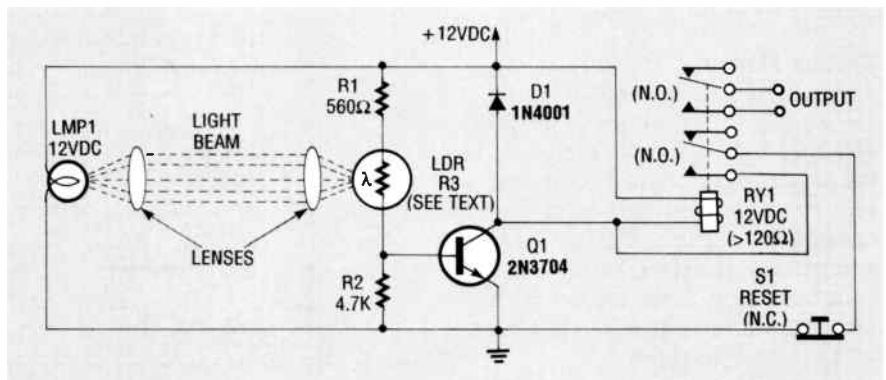 +12VDC
R1
560Ω
D1
1N4001
(N.O.)
OUTPUT
LMP1
12VDC
LIGHT
BEAM
(N.O.)
λ
LDR
R3
(SEE TEXT)
RY1
12VDC
(>120Ω)
LENSES
Q1
2N3704
R2
4.7K
S1
RESET
(N.C.)